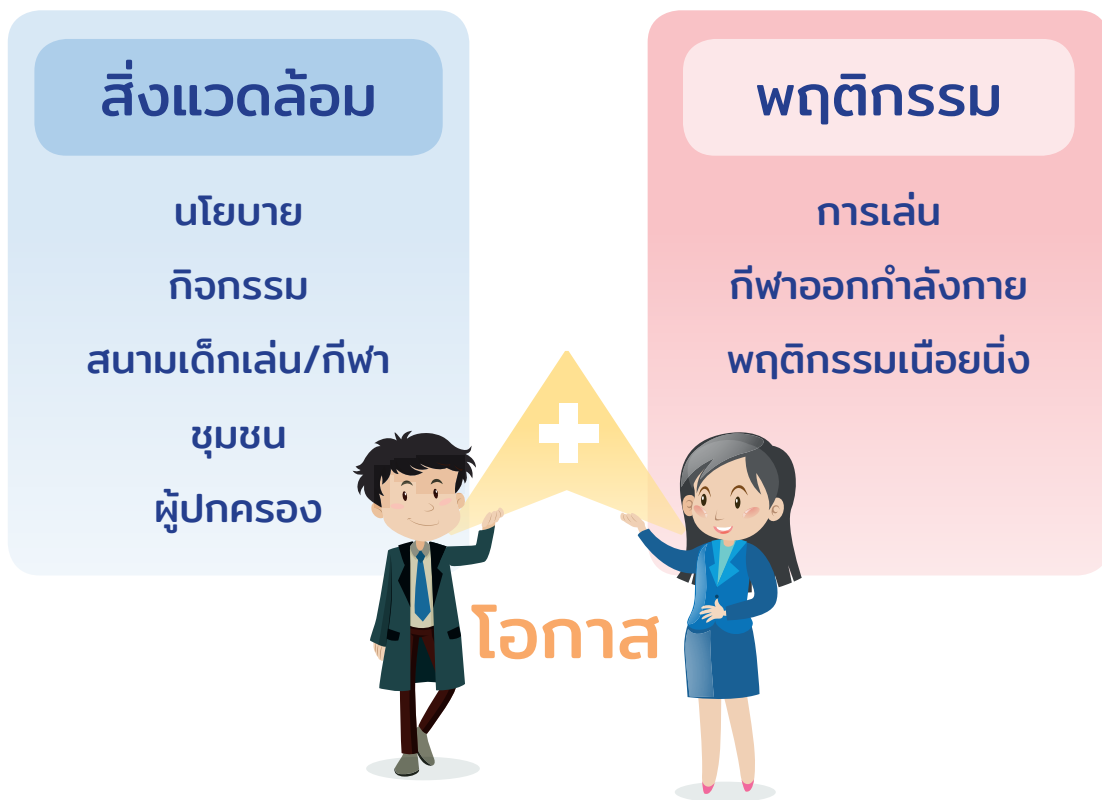 สิ่งแวดล้อม
นโยบาย
กิจกรรม
สนามเด็กเล่น/กีฬา
ชุมชน
ผู้ปกครอง
พฤติกรรม
การเล่น
กีฬาออกกำลังกาย
พฤติกรรมเนือยนิ่ง
โอกาส